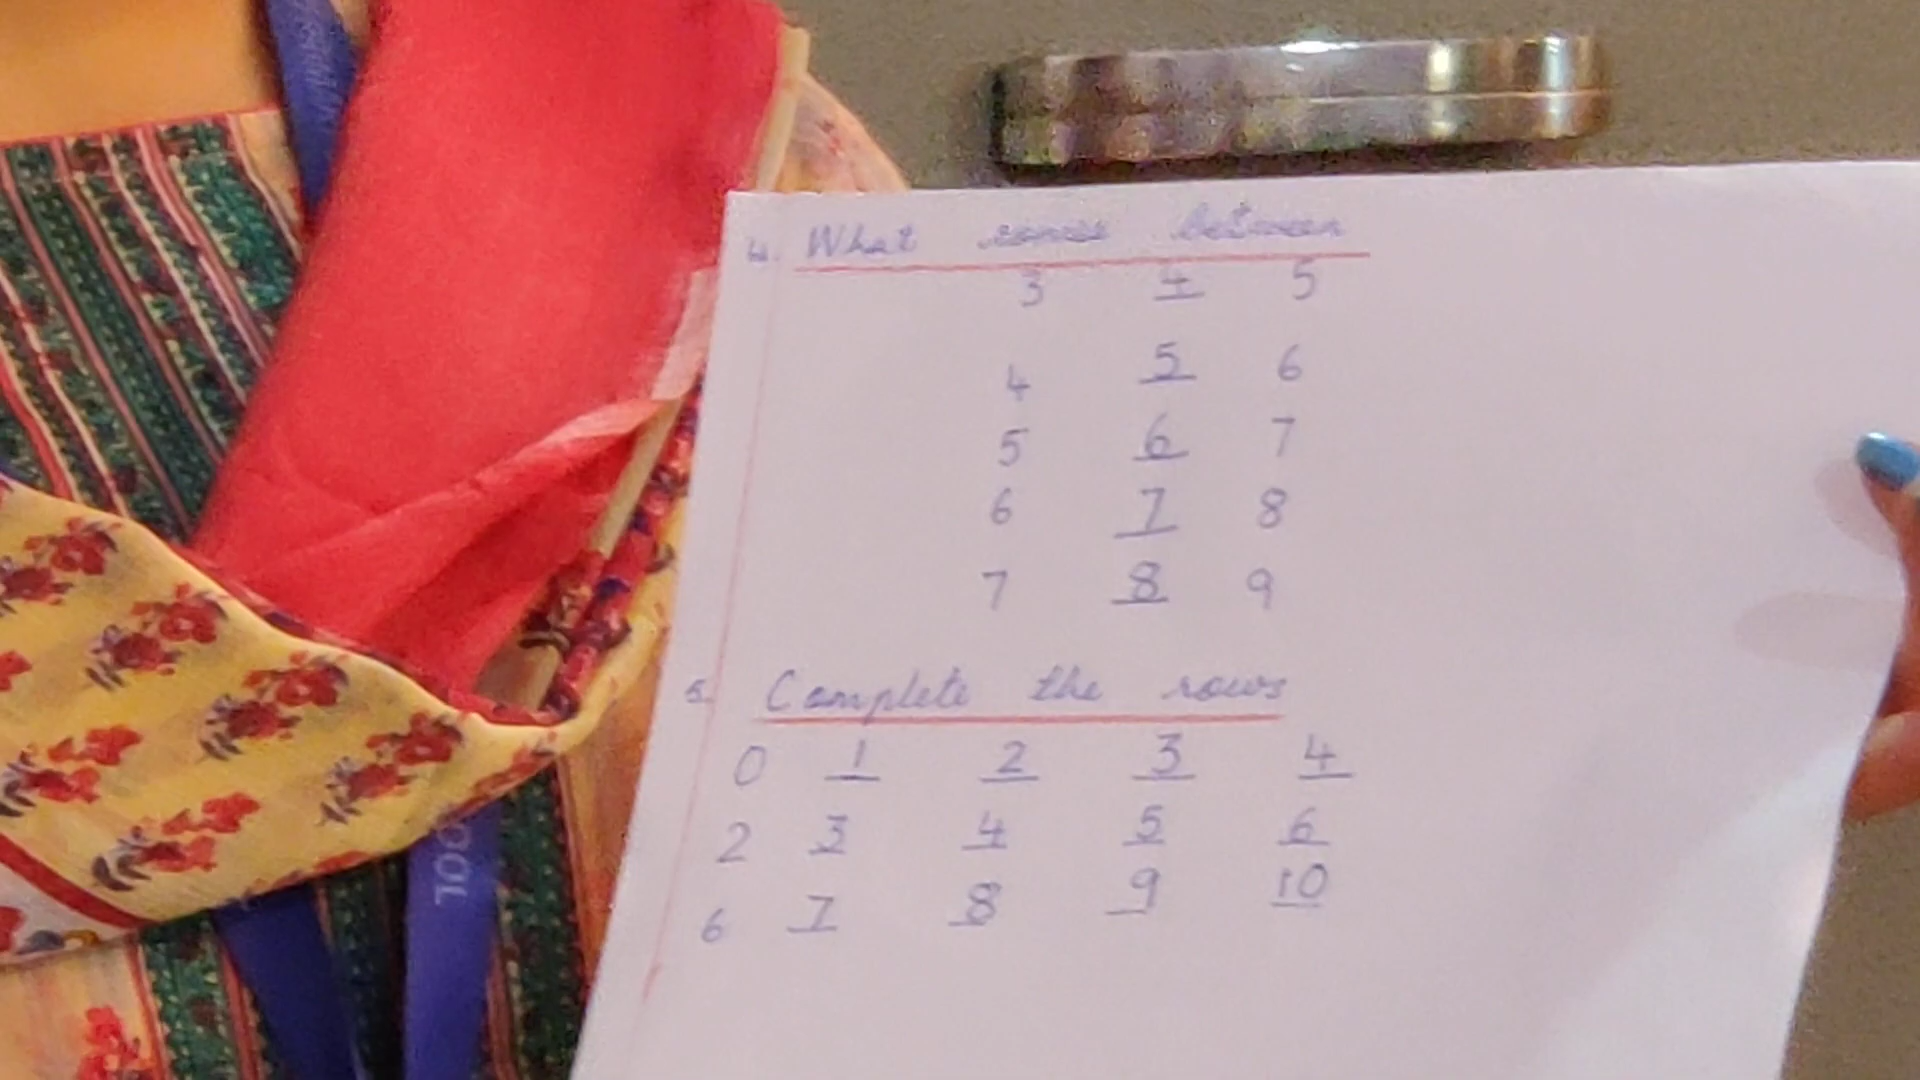 4. What comes between
3 4 5
4 5 6
5 6 7
6 7 8
7 8 9
5. Complete the rows
0 1 2 3 4
2 3 4 5 6
6 7 8 9 10